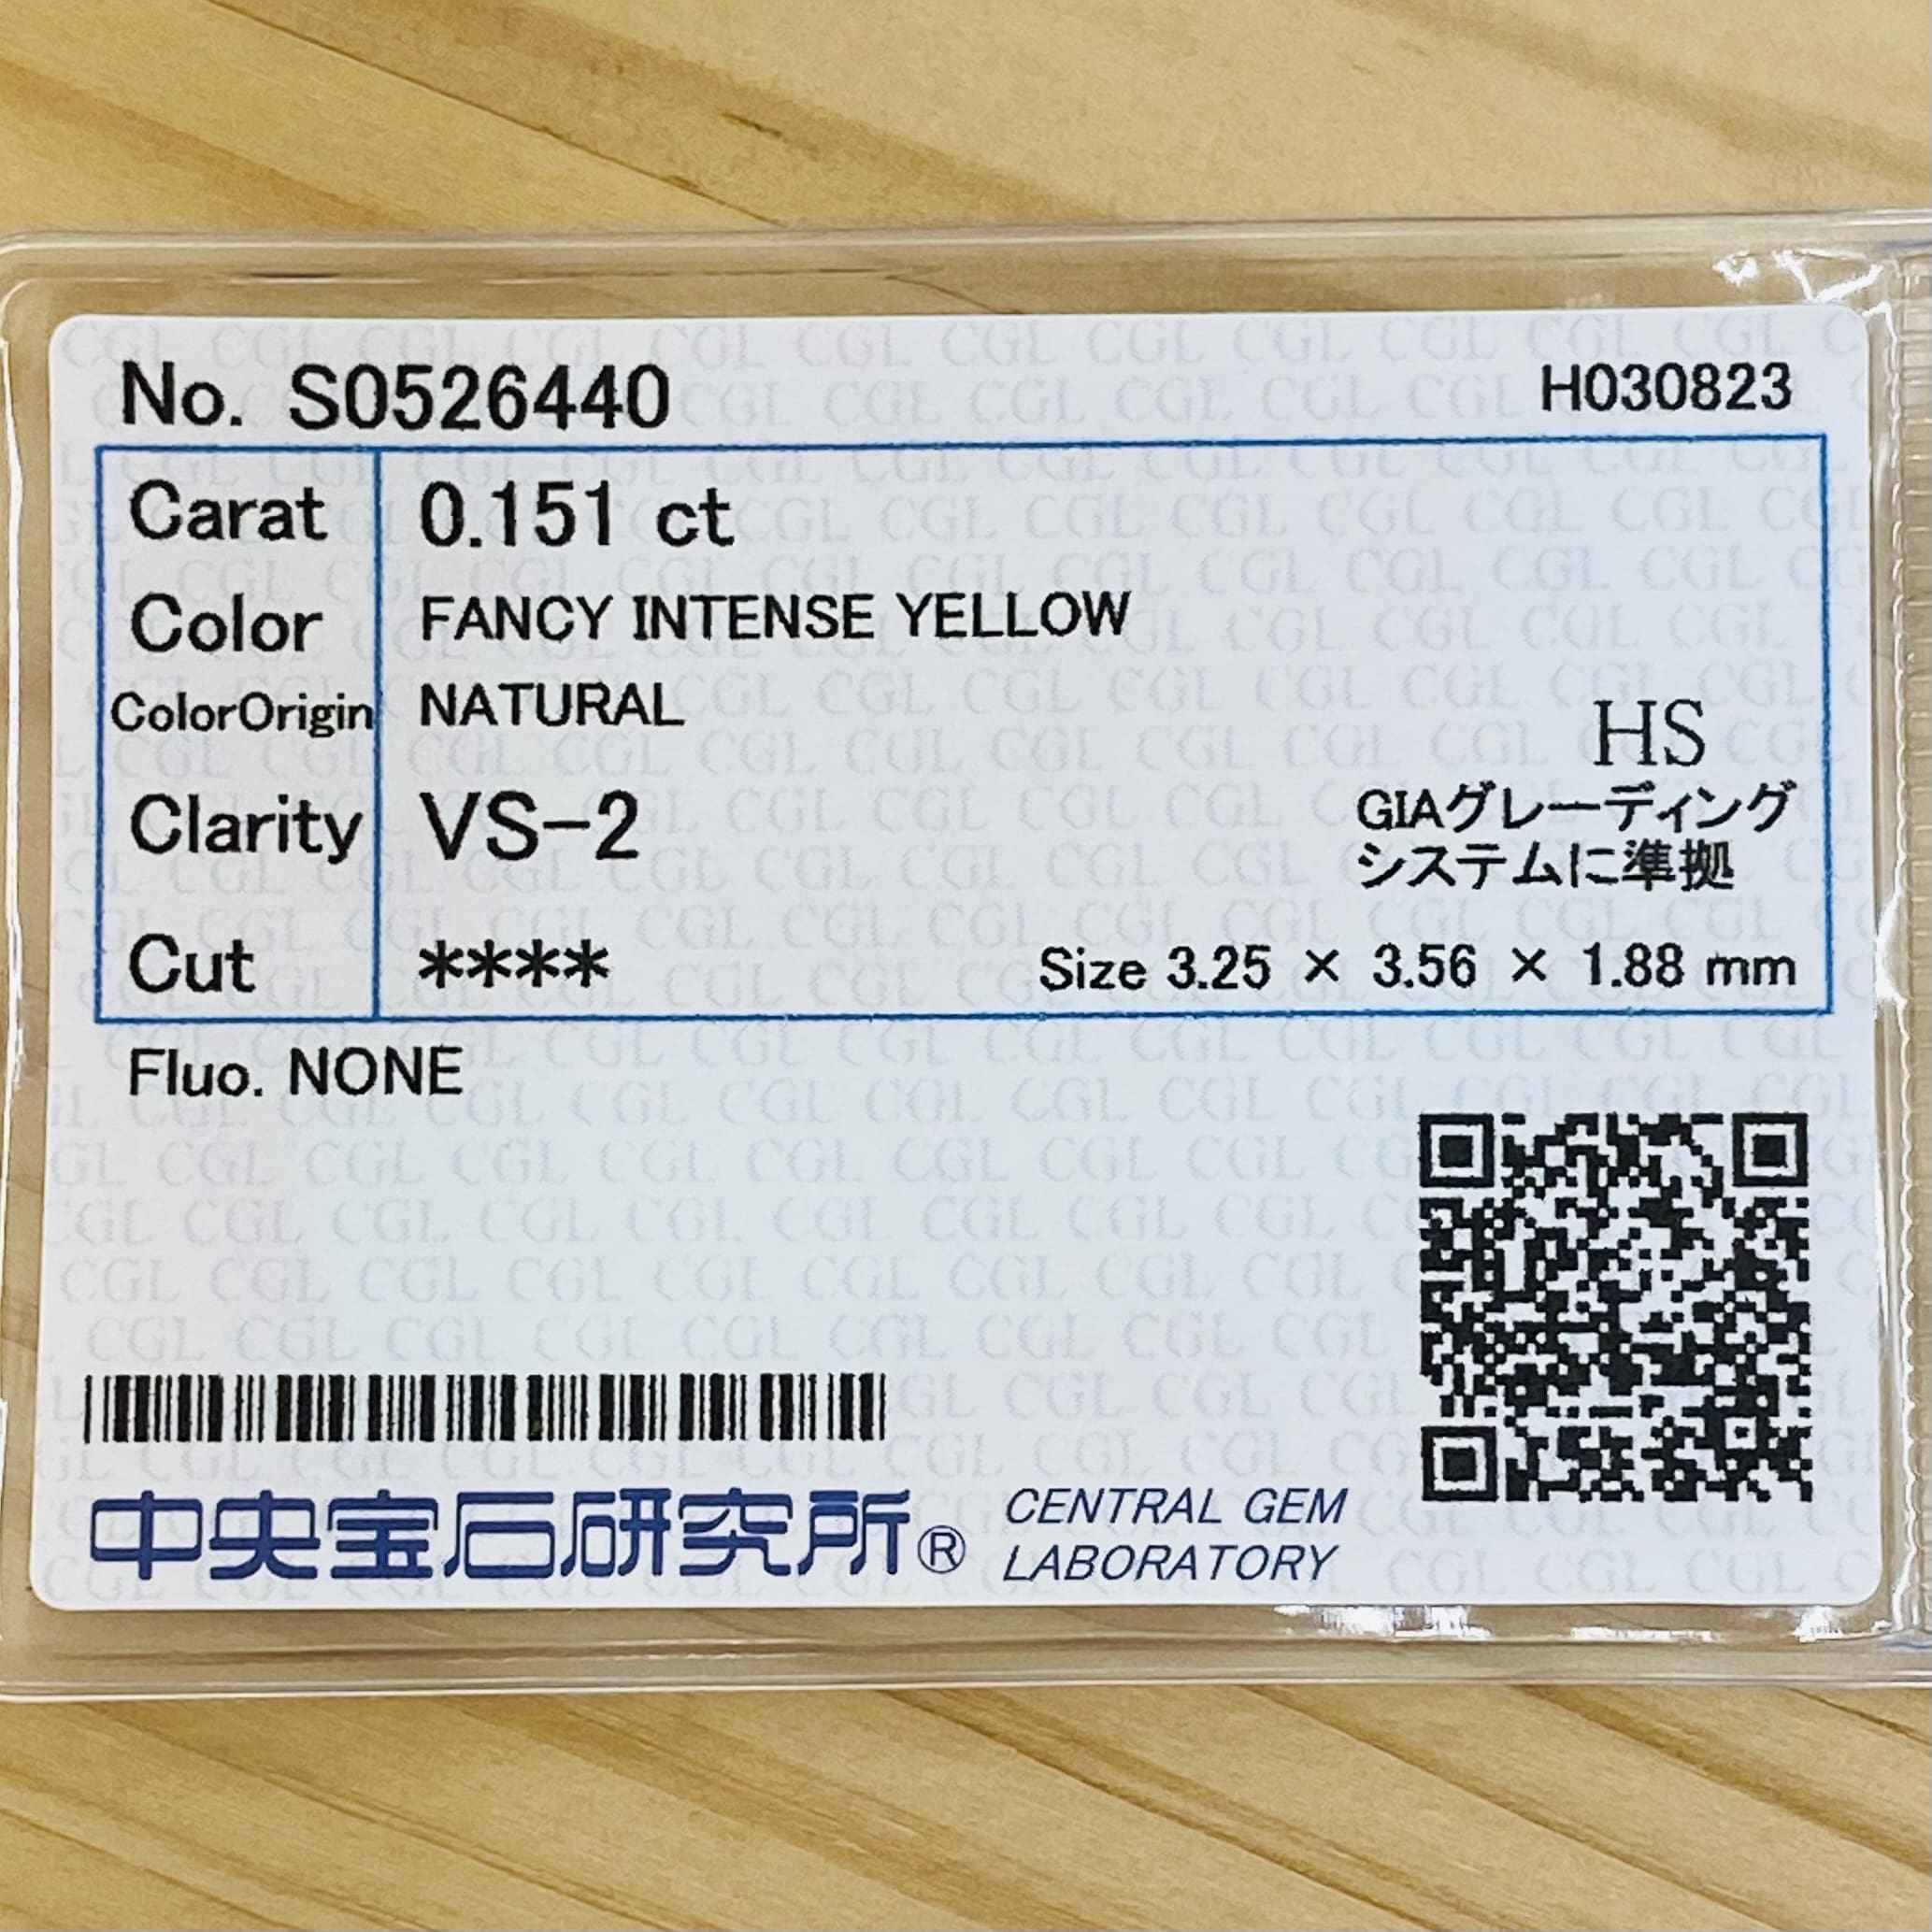 No. S0526440 H030823
Carat 0.151 ct
Color FANCY INTENSE YELLOW
ColorOrigin NATURAL
HS
Clarity VS-2
GIAグレーディング
システムに準拠
Cut **** Size 3.25 × 3.56 × 1.88 mm
Fluo. NONE
中央宝石研究所® CENTRAL GEM
LABORATORY